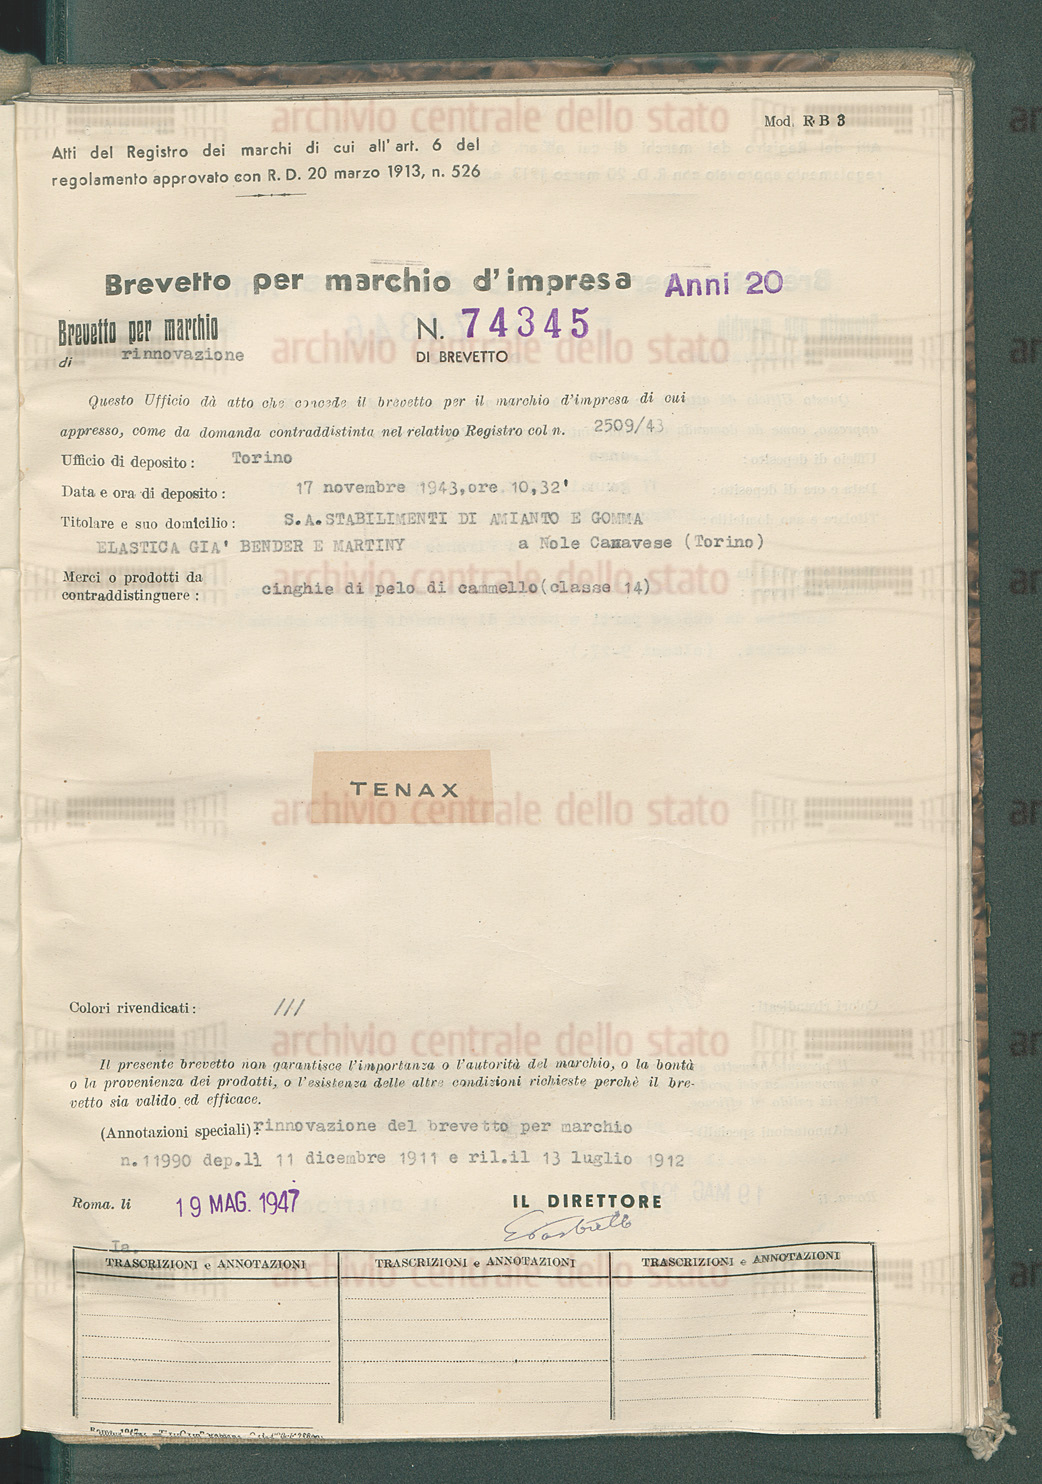 Mod. R B 3
Atti del Registro dei marchi di cui all'art. 6 del
regolamento approvato con R. D. 20 marzo 1913, n. 526
Brevetto per marchio d'impresa Anni 20
Brevetto per marchio N. 74345
di rinnovazione DI BREVETTO
Questo Ufficio dà atto che concede il brevetto per il marchio d'impresa di cui
appresso, come da domanda contraddistinta nel relativo Registro col n. 2509/43
Ufficio di deposito: Torino
Data e ora di deposito: 17 novembre 1943,ore 10,32'
Titolare e suo domicilio: S.A.STABILIMENTI DI AMIANTO E GOMMA
ELASTICA GIA' BENDER E MARTINY a Nole Canavese (Torino)
Merci o prodotti da
contraddistinguere: cinghie di pelo di cammello(classe 14)
TENAX
archivio centrale dello stato
Colori rivendicati: ///
Il presente brevetto non garantisce l'importanza o l'autorità del marchio, o la bontà
o la provenienza dei prodotti, o l'esistenza delle altre condizioni richieste perchè il bre-
vetto sia valido ed efficace.
(Annotazioni speciali): rinnovazione del brevetto per marchio
n.11990 dep.lì 11 dicembre 1911 e ril.il 13 luglio 1912
Roma. li 19 MAG. 1947 IL DIRETTORE
Ia.
TRASCRIZIONI e ANNOTAZIONI TRASCRIZIONI e ANNOTAZIONI TRASCRIZIONI e ANNOTAZIONI